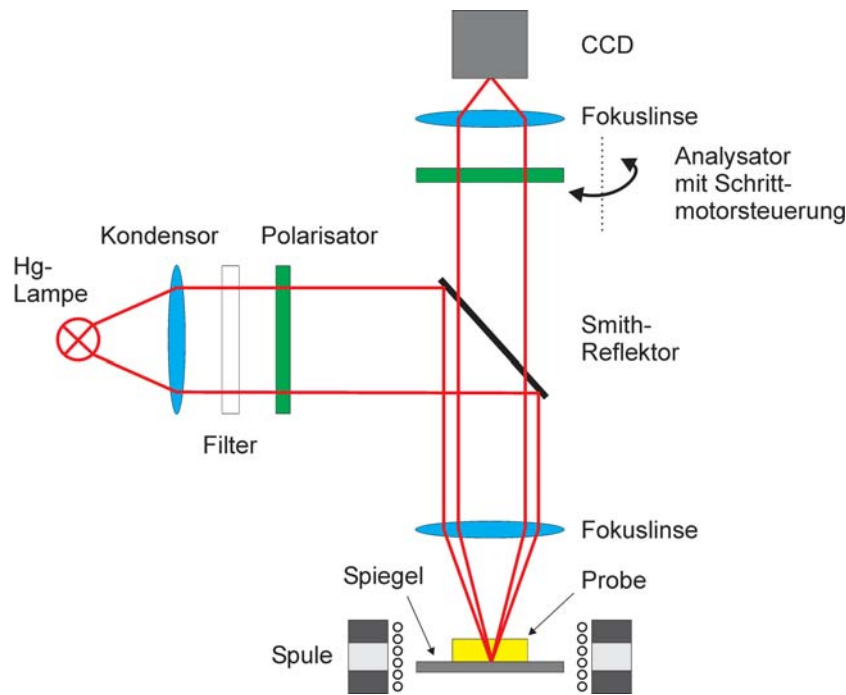 CCD
Fokuslinse
Analysator
mit Schritt-
motorsteuerung
Kondensor
Polarisator
Hg-
Lampe
Smith-
Reflektor
Filter
Fokuslinse
Spiegel
Probe
Spule